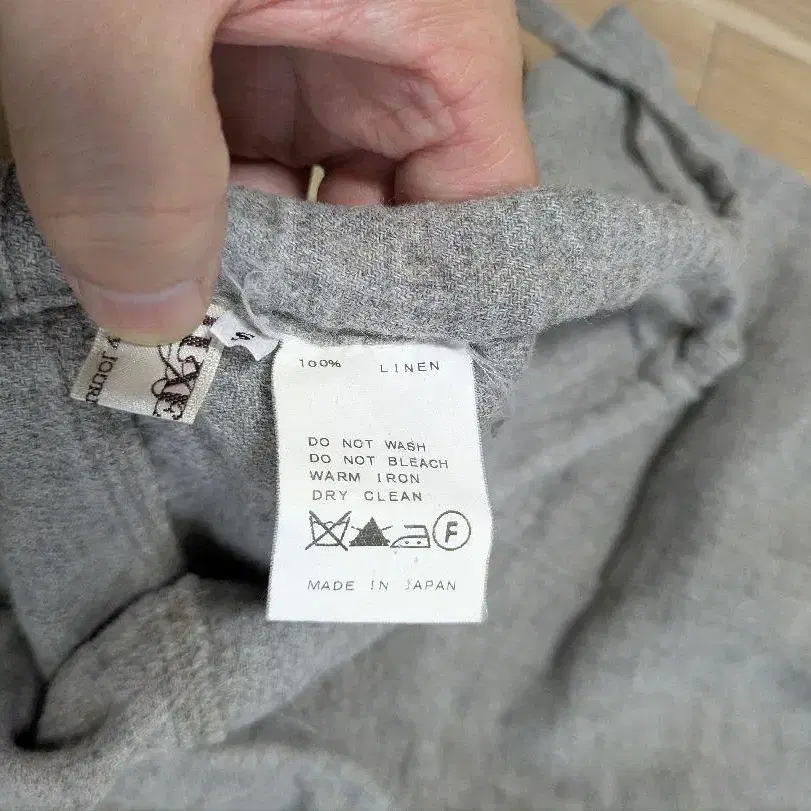 S
100% LINEN
DO NOT WASH
DO NOT BLEACH
WARM IRON
DRY CLEAN
F
MADE IN JAPAN